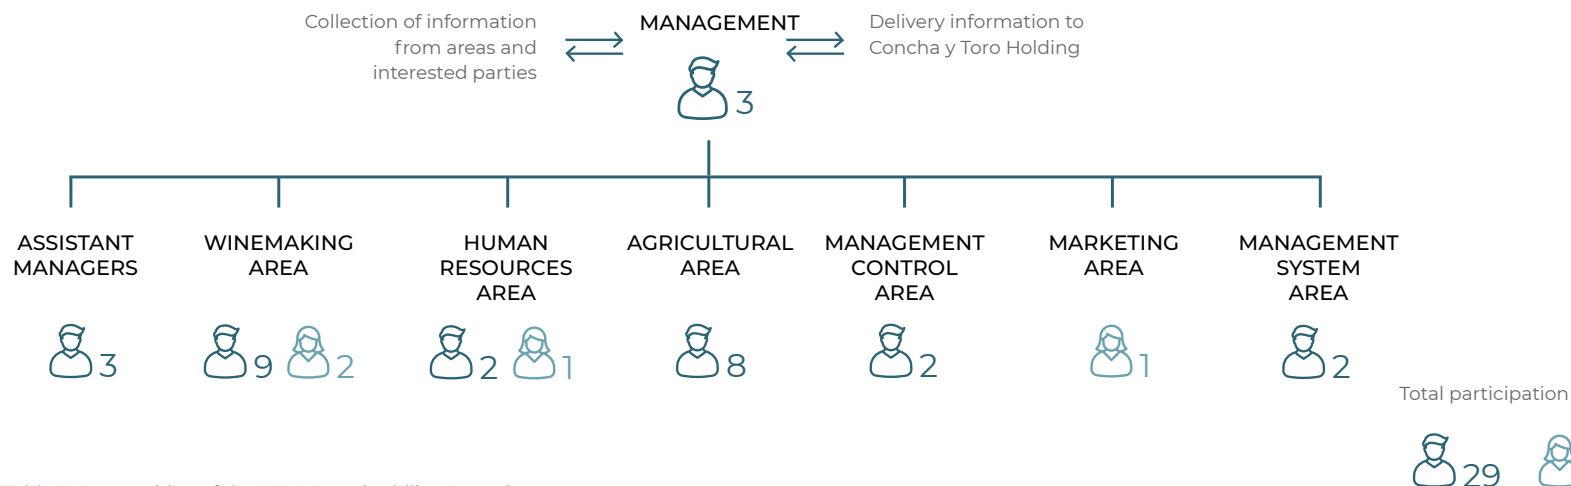 Collection of information
from areas and
interested parties
MANAGEMENT
Delivery information to
Concha y Toro Holding
3
ASSISTANT
MANAGERS
WINEMAKING
AREA
HUMAN
RESOURCES
AREA
AGRICULTURAL
AREA
MANAGEMENT
CONTROL
AREA
MARKETING
AREA
MANAGEMENT
SYSTEM
AREA
3
9
2
2
1
8
2
1
2
Total participation
29